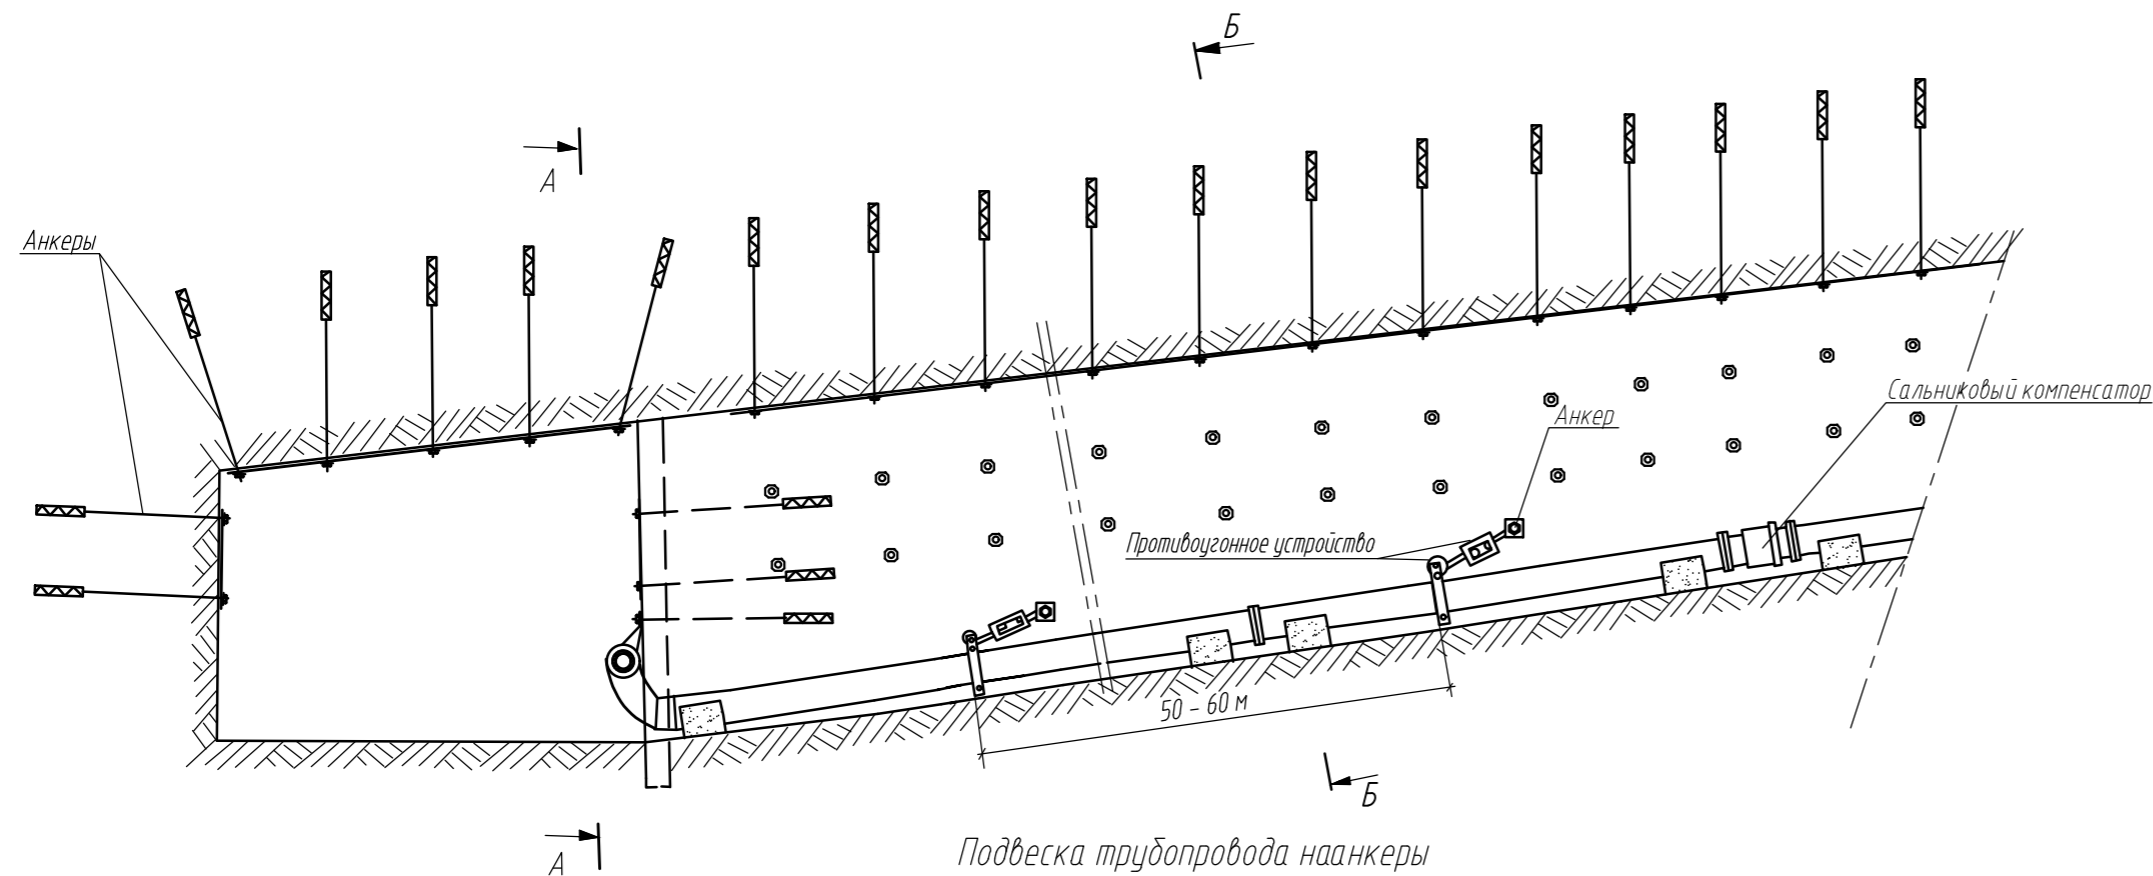 Б
А
Анкеры
Сальниковый компенсатор
Анкер
Противоугонное устройство
50 - 60 м
Б
А
Подвеска трубопровода наанкеры